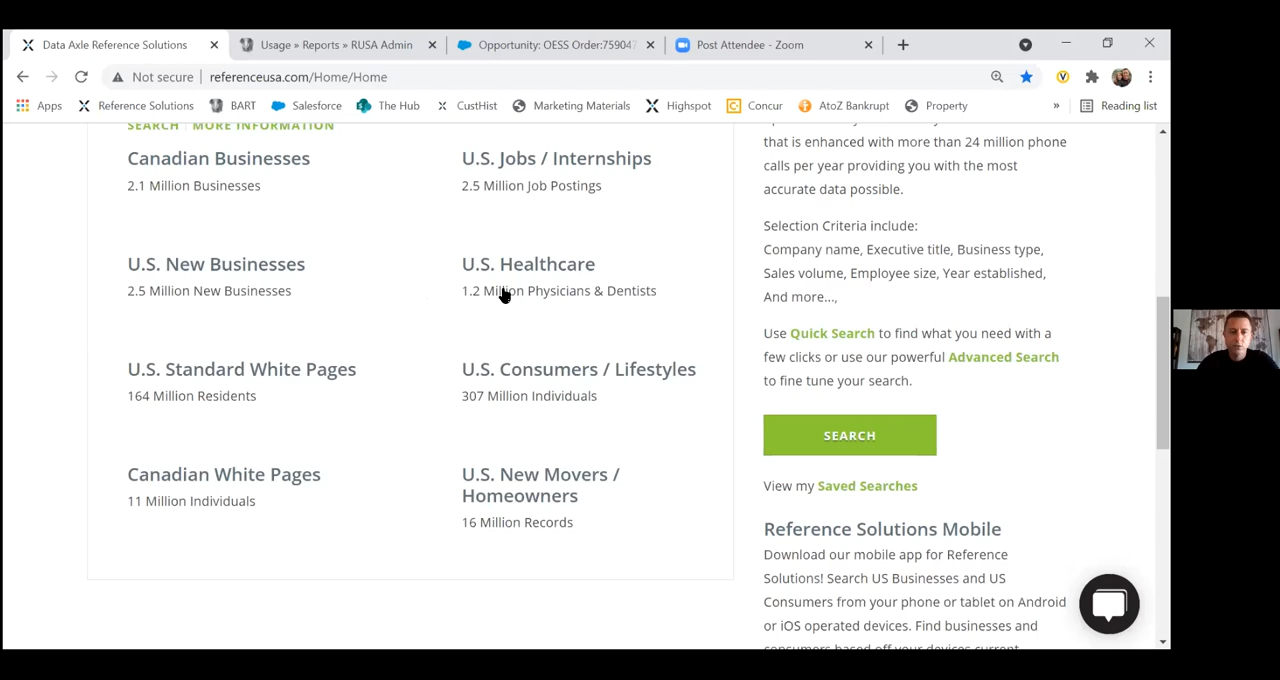 Data Axle Reference Solutions
Usage » Reports » RUSA Admin
Opportunity: OESS Order:75904
Post Attendee - Zoom
Not secure
referenceusa.com/Home/Home
Apps
Reference Solutions
BART
Salesforce
The Hub
CustHist
Marketing Materials
Highspot
Concur
AtoZ Bankrupt
Property
»
Reading list
SEARCH | MORE INFORMATION
Canadian Businesses
2.1 Million Businesses
U.S. Jobs / Internships
2.5 Million Job Postings
U.S. New Businesses
2.5 Million New Businesses
U.S. Healthcare
1.2 Million Physicians & Dentists
U.S. Standard White Pages
164 Million Residents
U.S. Consumers / Lifestyles
307 Million Individuals
Canadian White Pages
11 Million Individuals
U.S. New Movers /
Homeowners
16 Million Records
that is enhanced with more than 24 million phone
calls per year providing you with the most
accurate data possible.
Selection Criteria include:
Company name, Executive title, Business type,
Sales volume, Employee size, Year established,
And more...,
Use Quick Search to find what you need with a
few clicks or use our powerful Advanced Search
to fine tune your search.
SEARCH
View my Saved Searches
Reference Solutions Mobile
Download our mobile app for Reference
Solutions! Search US Businesses and US
Consumers from your phone or tablet on Android
or iOS operated devices. Find businesses and
consumers based off your devices current